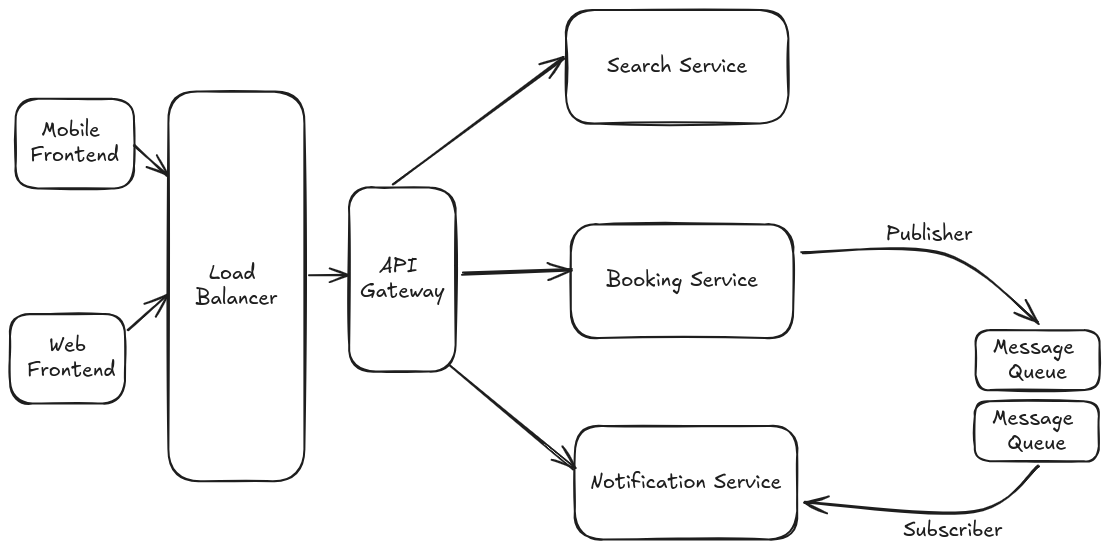 Search Service
Mobile
Frontend
Load
Balancer
API
Gateway
Booking Service
Publisher
Web
Frontend
Message
Queue
Message
Queue
Notification Service
Subscriber